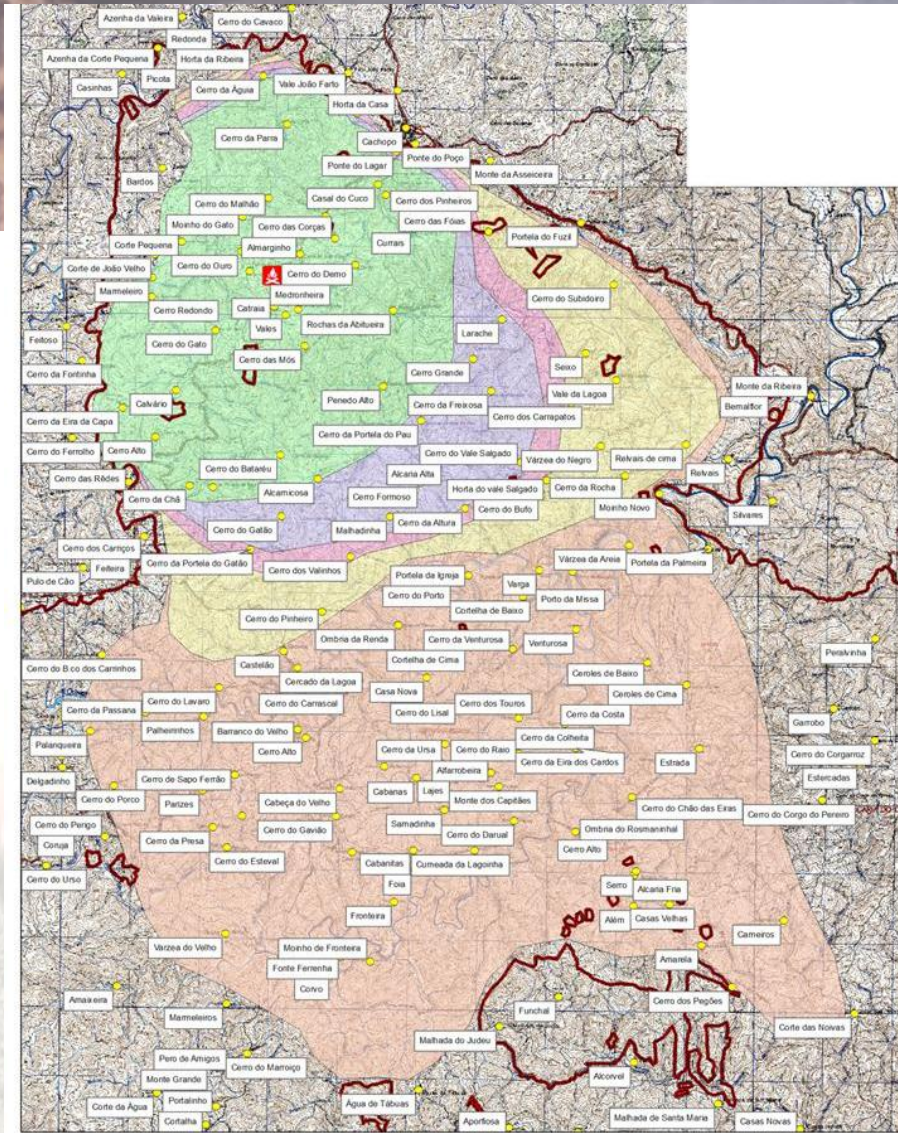 Azenha da Valeira
Cerro do Cavaco
Redonda
Azenha da Corte Pequena
Horta da Ribeira
Picota
Casinhas
Cerro da Águia
Vale João Farto
Horta da Casa
Cerro da Parra
Cachopo
Ponte do Lagar
Ponte do Poço
Monte da Asseiceira
Bardos
Cerro do Malhão
Casal do Cuco
Cerro dos Pinheiros
Moinho do Gato
Cerro das Corças
Cerro das Fóias
Portela do Fuzil
Corte Pequena
Almarginho
Currais
Corte de João Velho
Cerro do Ouro
Cerro do Demo
Marmeleiro
Medronheira
Cerro do Subidoiro
Cerro Redondo
Catraia
Vales
Rochas da Abitueira
Larache
Feitoso
Cerro do Gato
Cerro das Mós
Cerro Grande
Seixo
Cerro da Fontinha
Monte da Ribeira
Calvário
Penedo Alto
Cerro da Freixosa
Vale da Lagoa
Bemalflor
Cerro da Eira da Capa
Cerro dos Carrapatos
Cerro da Portela do Pau
Cerro do Ferrolho
Cerro Alto
Cerro do Vale Salgado
Várzea do Negro
Relvais de cima
Cerro do Bataréu
Alcaria Alta
Relvais
Cerro das Rêdes
Cerro da Chã
Alcarnicosa
Cerro Formoso
Horta do vale Salgado
Cerro da Rocha
Moinho Novo
Silvares
Cerro do Gatão
Malhadinha
Cerro da Altura
Cerro do Bufo
Cerro dos Carriços
Feiteira
Cerro da Portela do Gatão
Cerro dos Valinhos
Várzea da Areia
Portela da Palmeira
Pulo de Cão
Portela da Igreja
Varga
Cerro do Porto
Porto da Missa
Cortelha de Baixo
Cerro do Pinheiro
Ombria da Renda
Cerro da Venturosa
Venturosa
Peralvinha
Cerro do B.co dos Carrinhos
Castelão
Cortelha de Cima
Cercado da Lagoa
Ceroles de Baixo
Cerro do Lavaro
Cerro do Carrascal
Casa Nova
Cerro dos Touros
Ceroles de Cima
Cerro da Passana
Cerro do Lisal
Cerro da Costa
Garrobo
Palheirinhos
Barranco do Velho
Palanqueira
Cerro Alto
Cerro da Ursa
Cerro do Raio
Cerro da Colheita
Cerro da Eira dos Cardos
Estrada
Cerro do Corgarroz
Delgadinho
Cerro de Sapo Ferrão
Alfarrobeira
Estercadas
Cerro do Porco
Parizes
Cabeça do Velho
Cabanas
Lajes
Monte dos Capitães
Cerro do Chão das Eiras
Cerro do Corgo do Pereiro
Cerro do Perigo
Cerro da Presa
Cerro do Gavião
Samadinha
Cerro do Darual
Ombria do Rosmaninhal
Coruja
Cerro Alto
Cerro do Esteval
Cabanitas
Cumeada da Lagoinha
Cerro do Urso
Foia
Serro
Alcaria Fria
Fronteira
Além
Casas Velhas
Carneiros
Varzea do Velho
Moinho de Fronteira
Amarela
Fonte Ferrenha
Corvo
Cerro dos Pegões
Amaixeira
Funchal
Marmeleiros
Corte das Noivas
Malhada do Judeu
Pero de Amigos
Cerro do Marroiço
Alcorvel
Monte Grande
Portalinho
Corte da Água
Água de Tábuas
Cortalha
Aporfiosa
Malhada de Santa Maria
Casas Novas